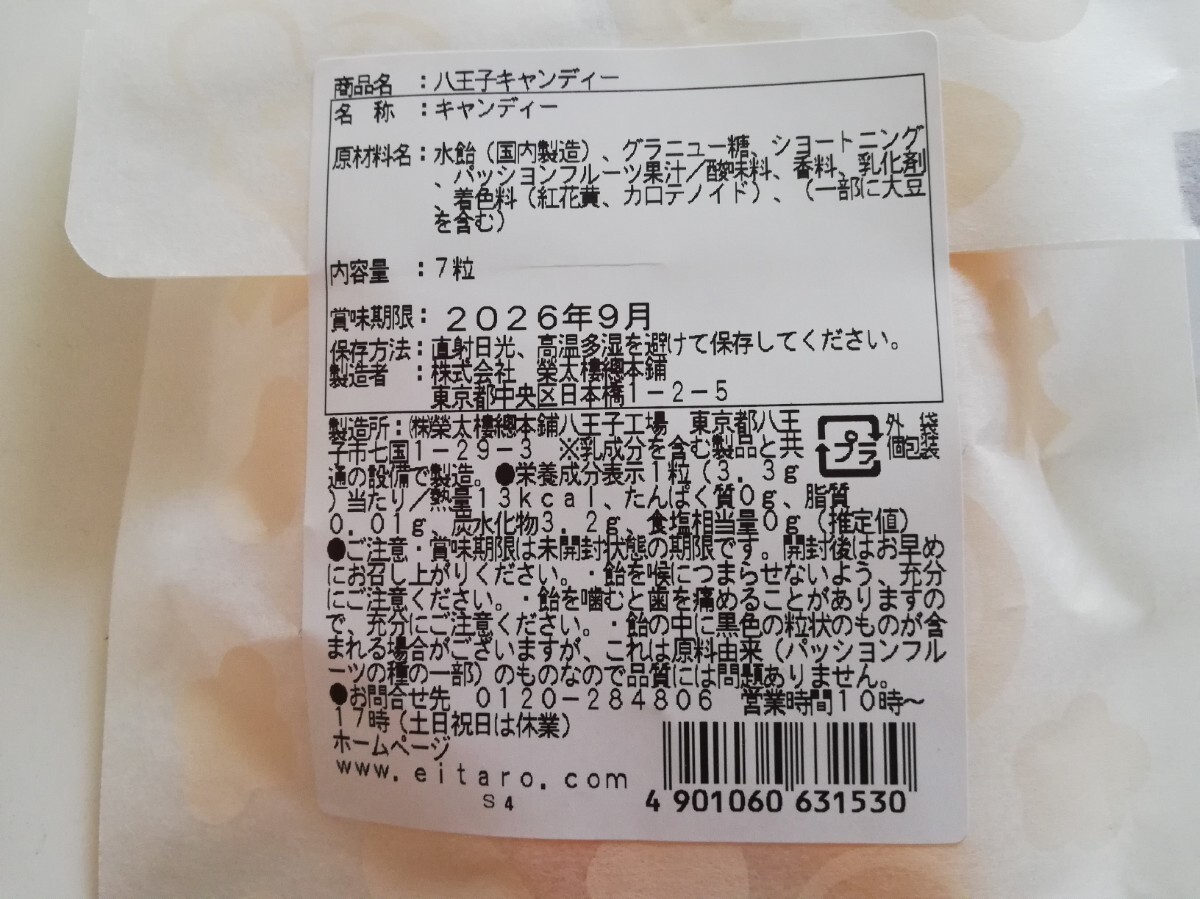 商品名　：八王子キャンディー
名　称　：キャンディー
原材料名：水飴（国内製造）、グラニュー糖、ショートニング
、パッションフルーツ果汁／酸味料、香料、乳化剤
、着色料（紅花黄、カロテノイド）、（一部に大豆
を含む）
内容量　：７粒
賞味期限：２０２６年９月
保存方法：直射日光、高温多湿を避けて保存してください。
製造者　：株式会社　榮太樓總本鋪
東京都中央区日本橋１－２－５
製造所：㈱榮太樓總本鋪八王子工場　東京都八王
子市七国１－２９－３　※乳成分を含む製品と共
通の設備で製造。●栄養成分表示１粒（３．３ｇ
）当たり／熱量１３ｋｃａｌ、たんぱく質０ｇ、脂質
０．０１ｇ、炭水化物３．２ｇ、食塩相当量０ｇ（推定値）
プラ
外　袋
個包装
●ご注意・賞味期限は未開封状態の期限です。開封後はお早め
にお召し上がりください。・飴を喉につまらせないよう、充分
にご注意ください。・飴を噛むと歯を痛めることがありますの
で、充分にご注意ください。・飴の中に黒色の粒状のものが含
まれる場合がございますが、これは原料由来（パッションフル
ーツの種の一部）のものなので品質には問題ありません。
●お問合せ先　０１２０－２８４８０６　営業時間１０時～
１７時（土日祝日は休業）
ホームページ
ｗｗｗ．ｅｉｔａｒｏ．ｃｏｍ
Ｓ４
4 901060 631530